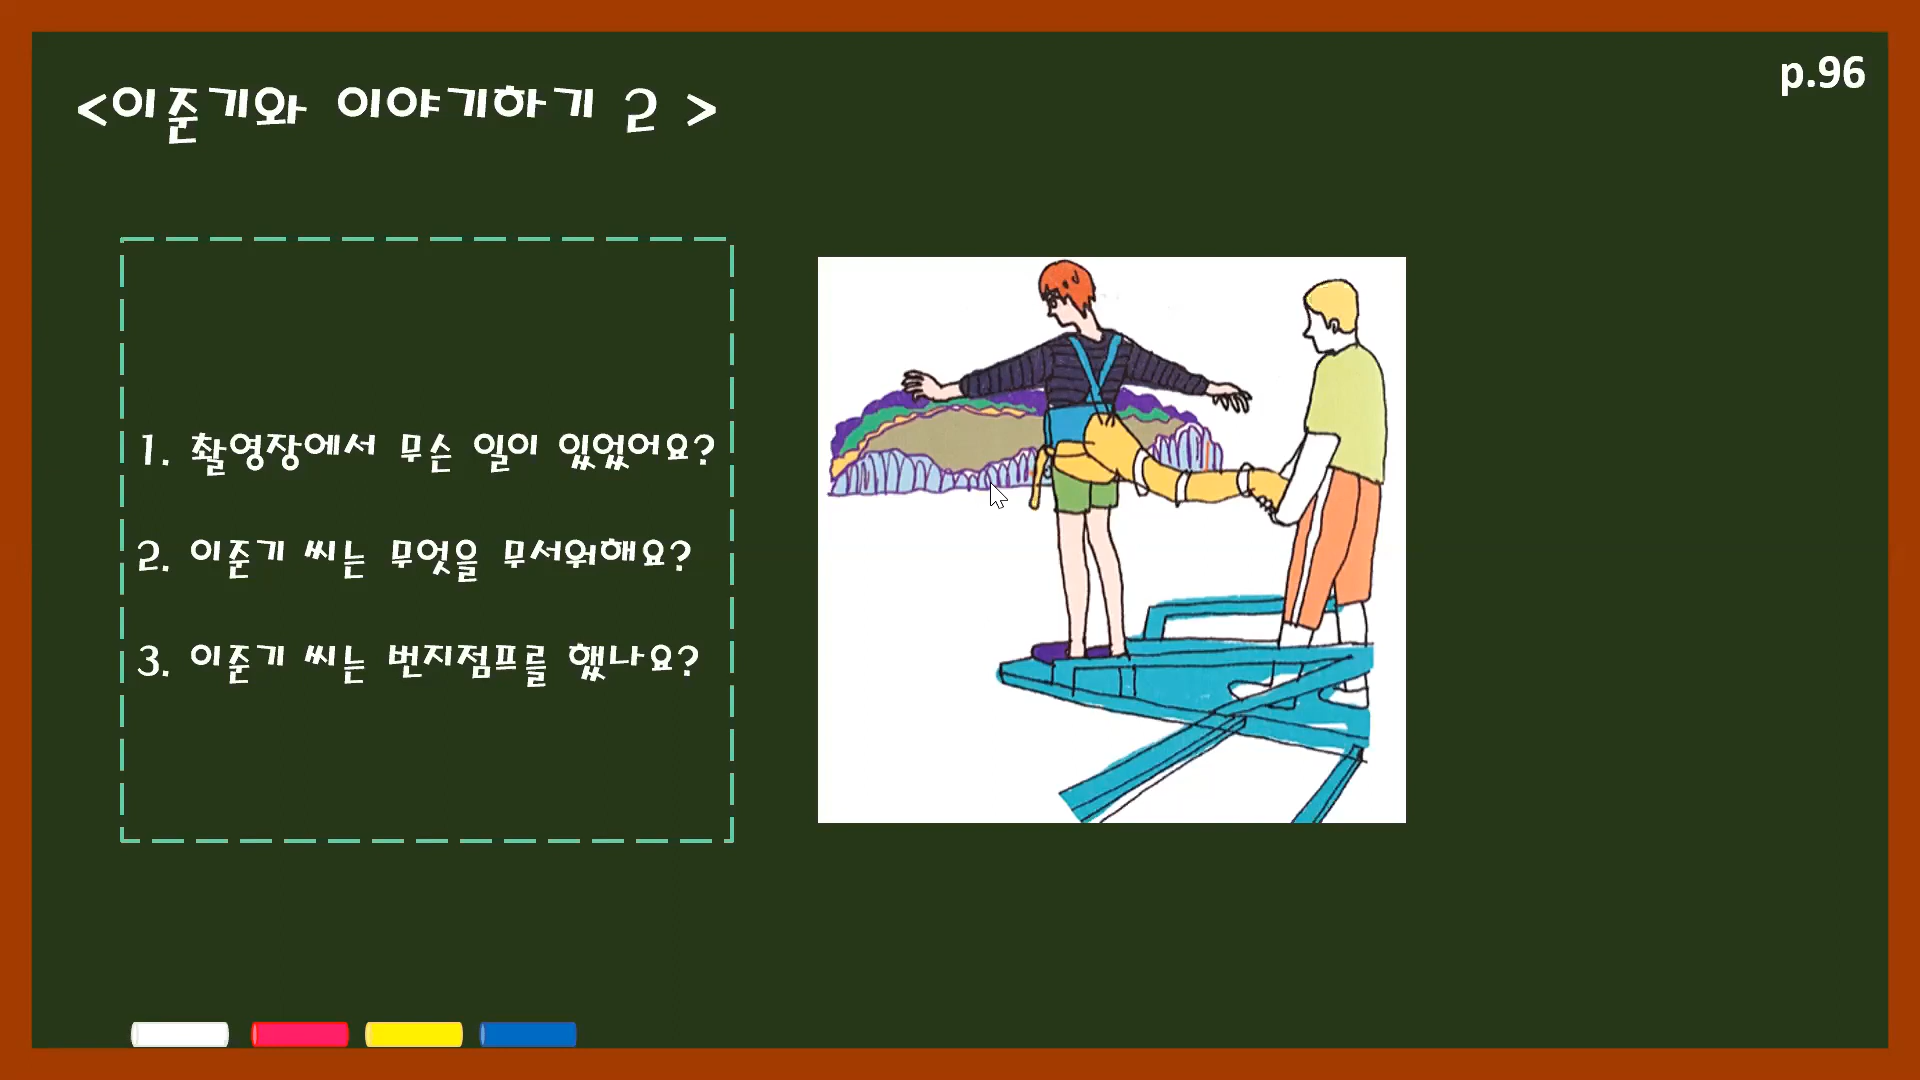 p.96
<이준기와 이야기하기 2 >
1. 촬영장에서 무슨 일이 있었어요?
2. 이준기 씨는 무엇을 무서워해요?
3. 이준기 씨는 번지점프를 했나요?